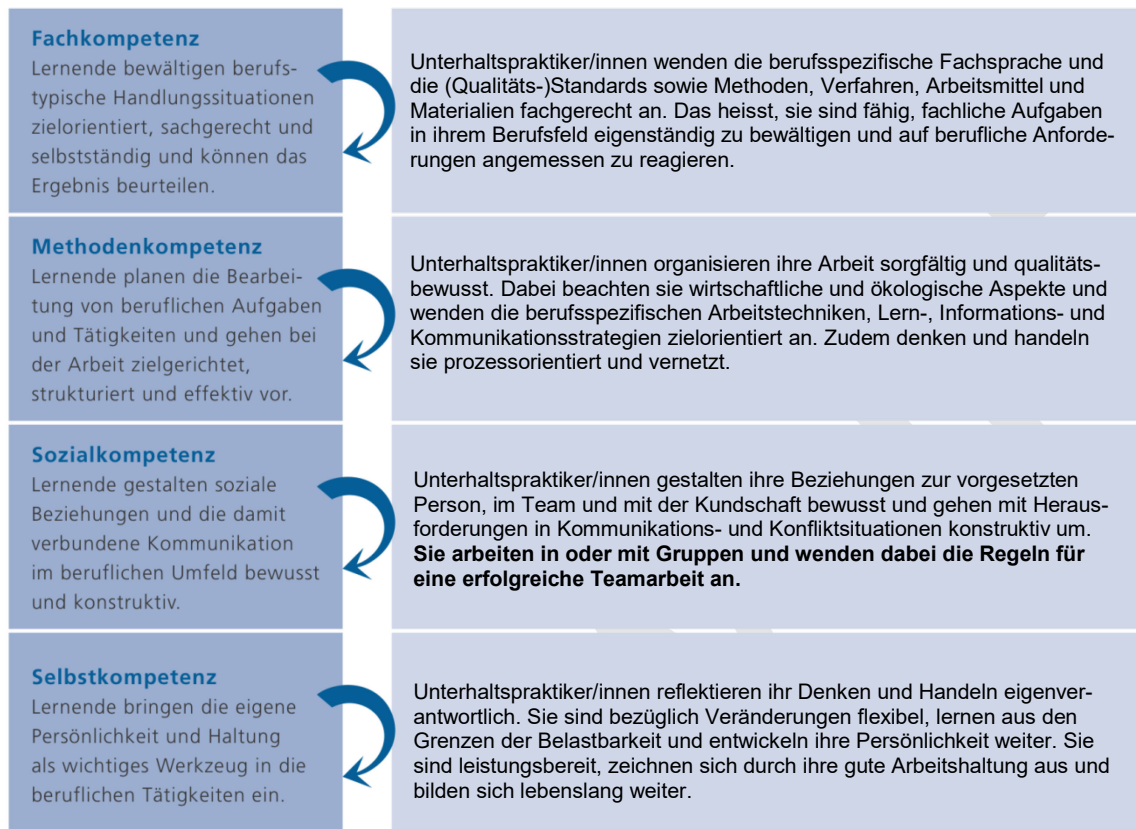 Fachkompetenz
Lernende bewältigen berufs-
typische Handlungssituationen
zielorientiert, sachgerecht und
selbstständig und können das
Ergebnis beurteilen.
Unterhaltspraktiker/innen wenden die berufsspezifische Fachsprache und
die (Qualitäts-)Standards sowie Methoden, Verfahren, Arbeitsmittel und
Materialien fachgerecht an. Das heisst, sie sind fähig, fachliche Aufgaben
in ihrem Berufsfeld eigenständig zu bewältigen und auf berufliche Anforde-
rungen angemessen zu reagieren.
Methodenkompetenz
Lernende planen die Bearbei-
tung von beruflichen Aufgaben
und Tätigkeiten und gehen bei
der Arbeit zielgerichtet,
strukturiert und effektiv vor.
Unterhaltspraktiker/innen organisieren ihre Arbeit sorgfältig und qualitäts-
bewusst. Dabei beachten sie wirtschaftliche und ökologische Aspekte und
wenden die berufsspezifischen Arbeitstechniken, Lern-, Informations- und
Kommunikationsstrategien zielorientiert an. Zudem denken und handeln
sie prozessorientiert und vernetzt.
Sozialkompetenz
Lernende gestalten soziale
Beziehungen und die damit
verbundene Kommunikation
im beruflichen Umfeld bewusst
und konstruktiv.
Unterhaltspraktiker/innen gestalten ihre Beziehungen zur vorgesetzten
Person, im Team und mit der Kundschaft bewusst und gehen mit Heraus-
forderungen in Kommunikations- und Konfliktsituationen konstruktiv um.
Sie arbeiten in oder mit Gruppen und wenden dabei die Regeln für
eine erfolgreiche Teamarbeit an.
Selbstkompetenz
Lernende bringen die eigene
Persönlichkeit und Haltung
als wichtiges Werkzeug in die
beruflichen Tätigkeiten ein.
Unterhaltspraktiker/innen reflektieren ihr Denken und Handeln eigenver-
antwortlich. Sie sind bezüglich Veränderungen flexibel, lernen aus den
Grenzen der Belastbarkeit und entwickeln ihre Persönlichkeit weiter. Sie
sind leistungsbereit, zeichnen sich durch ihre gute Arbeitshaltung aus und
bilden sich lebenslang weiter.